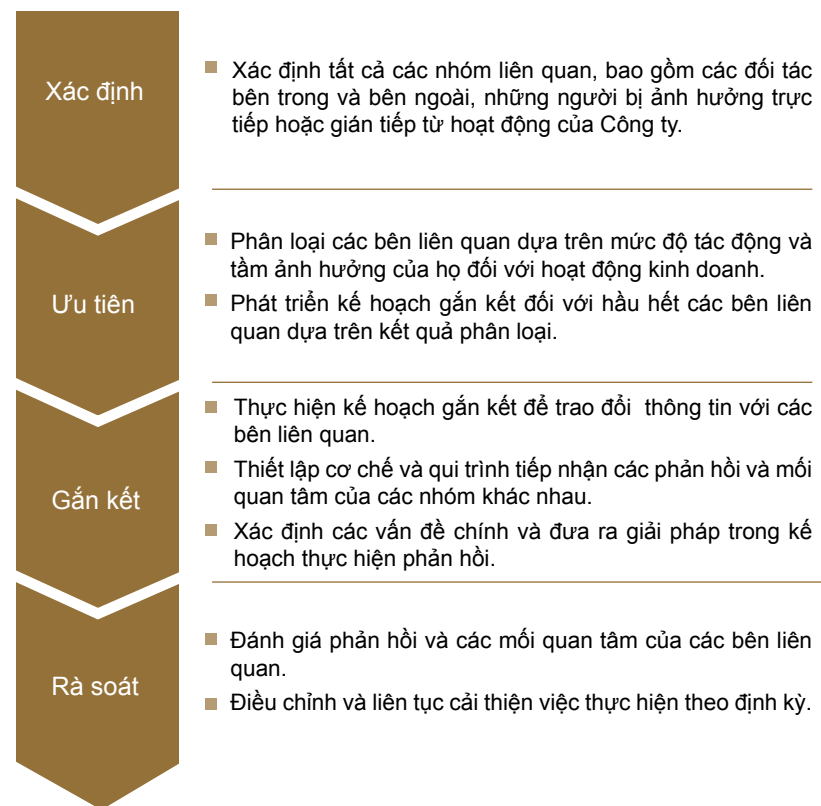 Xác định
Xác định tất cả các nhóm liên quan, bao gồm các đối tác
bên trong và bên ngoài, những người bị ảnh hưởng trực
tiếp hoặc gián tiếp từ hoạt động của Công ty.
Ưu tiên
Phân loại các bên liên quan dựa trên mức độ tác động và
tầm ảnh hưởng của họ đối với hoạt động kinh doanh.
Phát triển kế hoạch gắn kết đối với hầu hết các bên liên
quan dựa trên kết quả phân loại.
Gắn kết
Thực hiện kế hoạch gắn kết để trao đổi thông tin với các
bên liên quan.
Thiết lập cơ chế và qui trình tiếp nhận các phản hồi và mối
quan tâm của các nhóm khác nhau.
Xác định các vấn đề chính và đưa ra giải pháp trong kế
hoạch thực hiện phản hồi.
Rà soát
Đánh giá phản hồi và các mối quan tâm của các bên liên
quan.
Điều chỉnh và liên tục cải thiện việc thực hiện theo định kỳ.